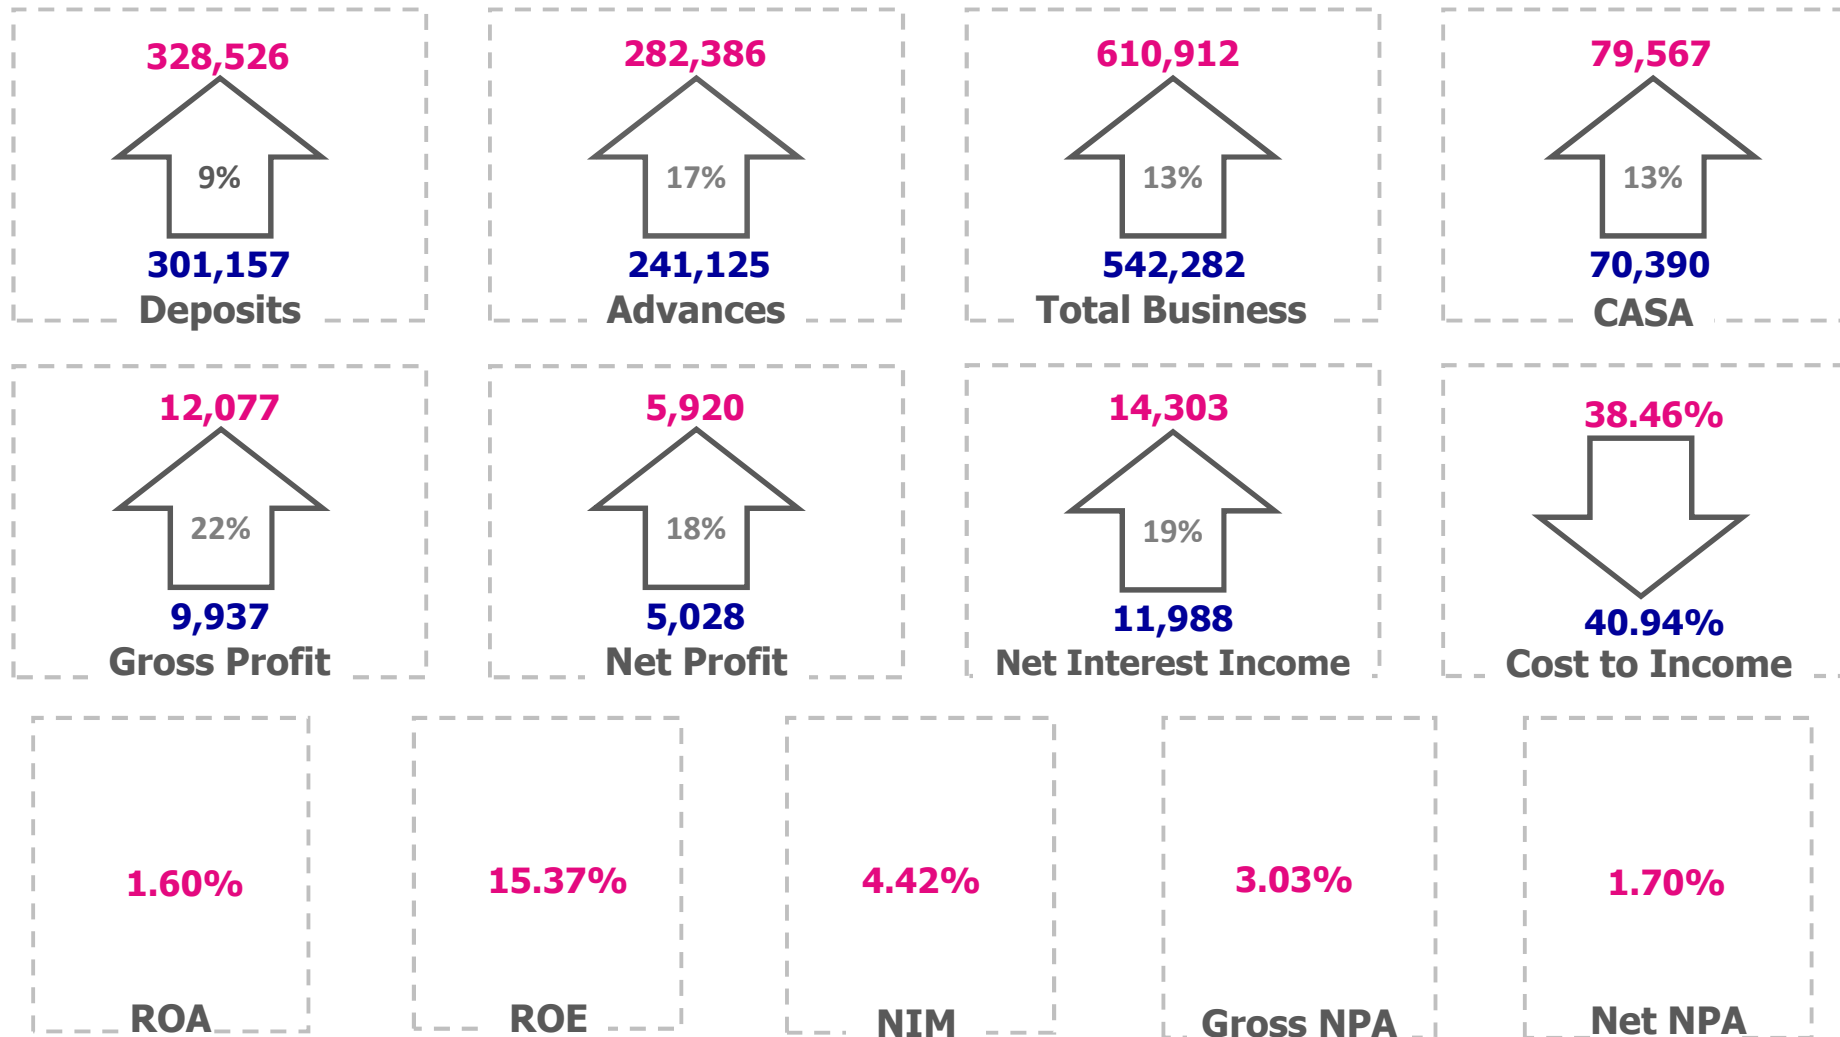 328,526
9%
301,157
Deposits
282,386
17%
241,125
Advances
610,912
13%
542,282
Total Business
79,567
13%
70,390
CASA
12,077
22%
9,937
Gross Profit
5,920
18%
5,028
Net Profit
14,303
19%
11,988
Net Interest Income
38.46%
40.94%
Cost to Income
1.60%
ROA
15.37%
ROE
4.42%
NIM
3.03%
Gross NPA
1.70%
Net NPA